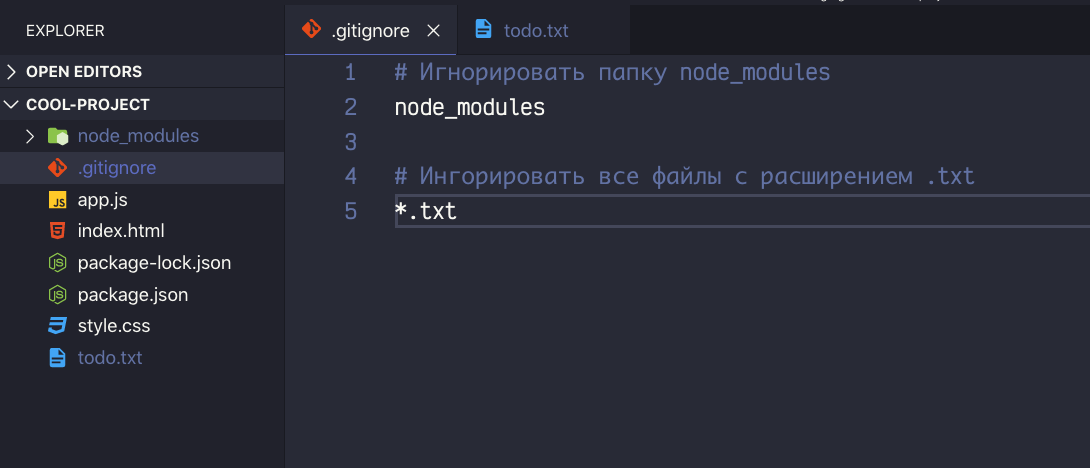 EXPLORER
OPEN EDITORS
COOL-PROJECT
node_modules
.gitignore
app.js
index.html
package-lock.json
package.json
style.css
todo.txt
.gitignore
todo.txt
1 # Игнорировать папку node_modules
2 node_modules
3
4 # Ингорировать все файлы с расширением .txt
5 *.txt